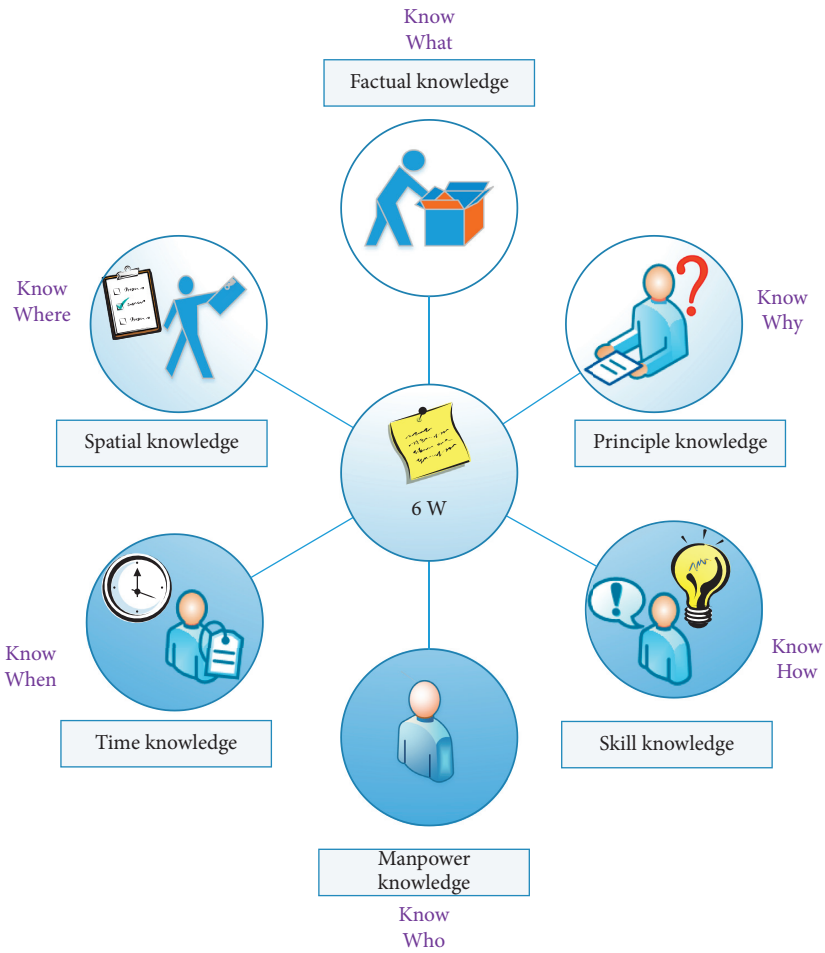 Know
What
Factual knowledge
Know
Where
Spatial knowledge
Know
Why
Principle knowledge
6 W
Know
When
Time knowledge
Know
How
Skill knowledge
Manpower
knowledge
Know
Who